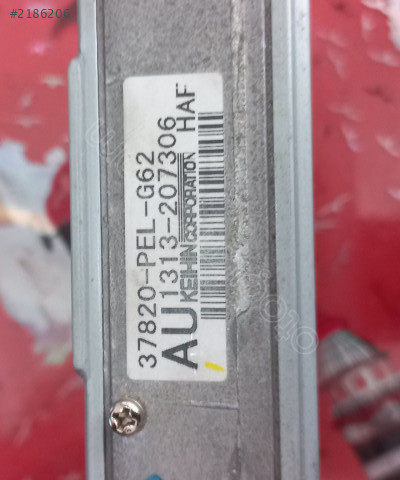 #2186206
37820-PEL-G62
AU 1313-207306
KEIHIN CORPORATION HAF